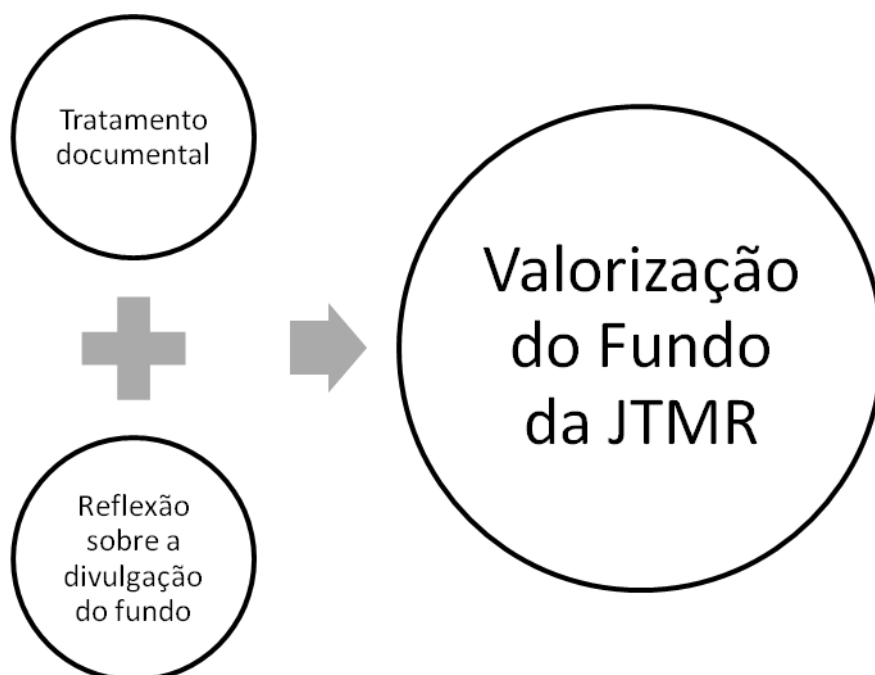 Tratamento
documental
Reflexão
sobre a
divulgação
do fundo
Valorização
do Fundo
da JTMR